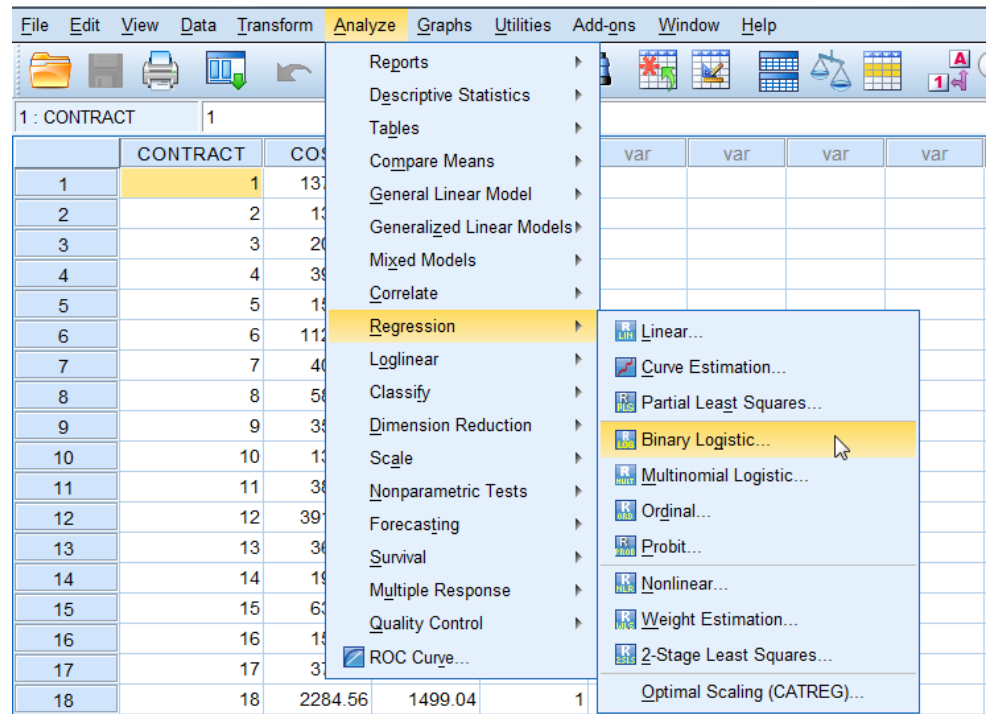 File Edit View Data Transform Analyze Graphs Utilities Add-ons Window Help
1 : CONTRACT 1
CONTRACT var var var var
1 1
2 2
3 3
4 4
5 5
6 6
7 7
8 8
9 9
10 10
11 11
12 12
13 13
14 14
15 15
16 16
17 17
18 18 2284.56 1499.04 1
Reports
Descriptive Statistics
Tables
Compare Means
General Linear Model
Generalized Linear Models
Mixed Models
Correlate
Regression
Loglinear
Classify
Dimension Reduction
Scale
Nonparametric Tests
Forecasting
Survival
Multiple Response
Quality Control
ROC Curve...
Linear...
Curve Estimation...
Partial Least Squares...
Binary Logistic...
Multinomial Logistic...
Ordinal...
Probit...
Nonlinear...
Weight Estimation...
2-Stage Least Squares...
Optimal Scaling (CATREG)...